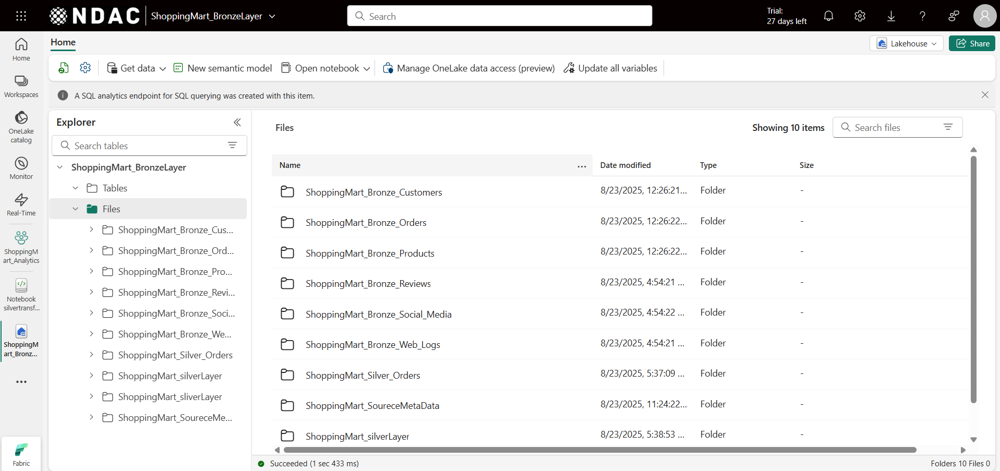 NDAC
ShoppingMart_BronzeLayer
Search
Trial:
27 days left
Home
Workspaces
OneLake
catalog
Monitor
Real-Time
ShoppingM
art_Analytics
Notebook
silvertransf...
ShoppingM
art_Bronz...
Fabric
Home
Lakehouse
Share
Get data
New semantic model
Open notebook
Manage OneLake data access (preview)
Update all variables
A SQL analytics endpoint for SQL querying was created with this item.
Explorer
Search tables
ShoppingMart_BronzeLayer
Tables
Files
ShoppingMart_Bronze_Cus...
ShoppingMart_Bronze_Ord...
ShoppingMart_Bronze_Pro...
ShoppingMart_Bronze_Revi...
ShoppingMart_Bronze_Soci...
ShoppingMart_Bronze_We...
ShoppingMart_Silver_Orders
ShoppingMart_silverLayer
ShoppingMart_sliverLayer
ShoppingMart_SoureceMe...
Files
Showing 10 items
Search files
Name ... Date modified Type Size
ShoppingMart_Bronze_Customers 8/23/2025, 12:26:21... Folder -
ShoppingMart_Bronze_Orders 8/23/2025, 12:26:22... Folder -
ShoppingMart_Bronze_Products 8/23/2025, 12:26:22... Folder -
ShoppingMart_Bronze_Reviews 8/23/2025, 4:54:21 ... Folder -
ShoppingMart_Bronze_Social_Media 8/23/2025, 4:54:22 ... Folder -
ShoppingMart_Bronze_Web_Logs 8/23/2025, 4:54:21 ... Folder -
ShoppingMart_Silver_Orders 8/23/2025, 5:37:09 ... Folder -
ShoppingMart_SoureceMetaData 8/23/2025, 11:24:22... Folder -
ShoppingMart_silverLayer 8/23/2025, 5:38:53 ... Folder -
Succeeded (1 sec 433 ms)
Folders 10 Files 0